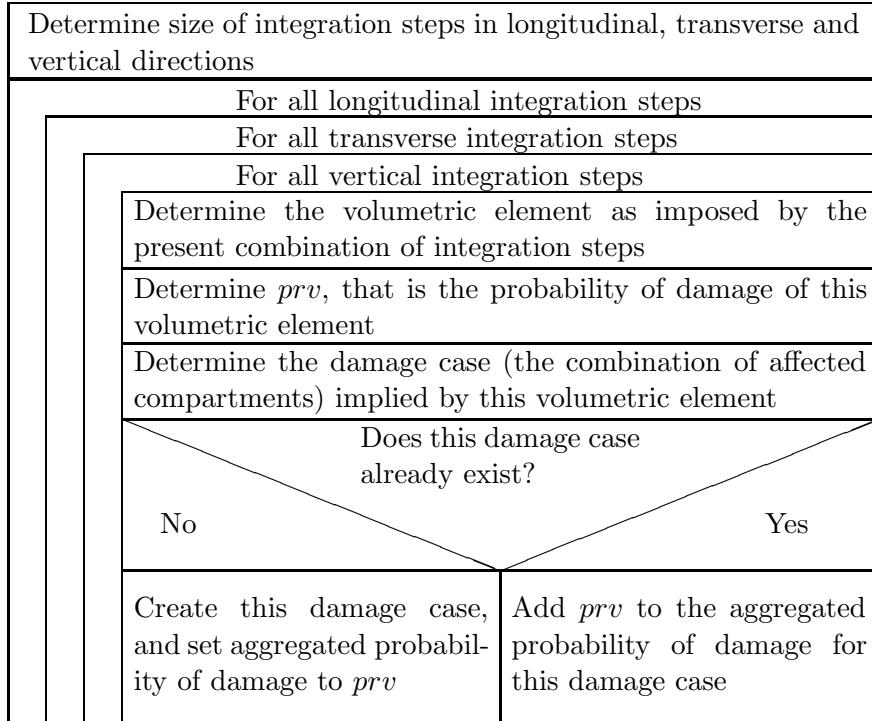 Determine size of integration steps in longitudinal, transverse and
vertical directions
For all longitudinal integration steps
For all transverse integration steps
For all vertical integration steps
Determine the volumetric element as imposed by the
present combination of integration steps
Determine prv, that is the probability of damage of this
volumetric element
Determine the damage case (the combination of affected
compartments) implied by this volumetric element
Does this damage case
already exist?
No
Yes
Create this damage case,
and set aggregated probabil-
ity of damage to prv
Add prv to the aggregated
probability of damage for
this damage case